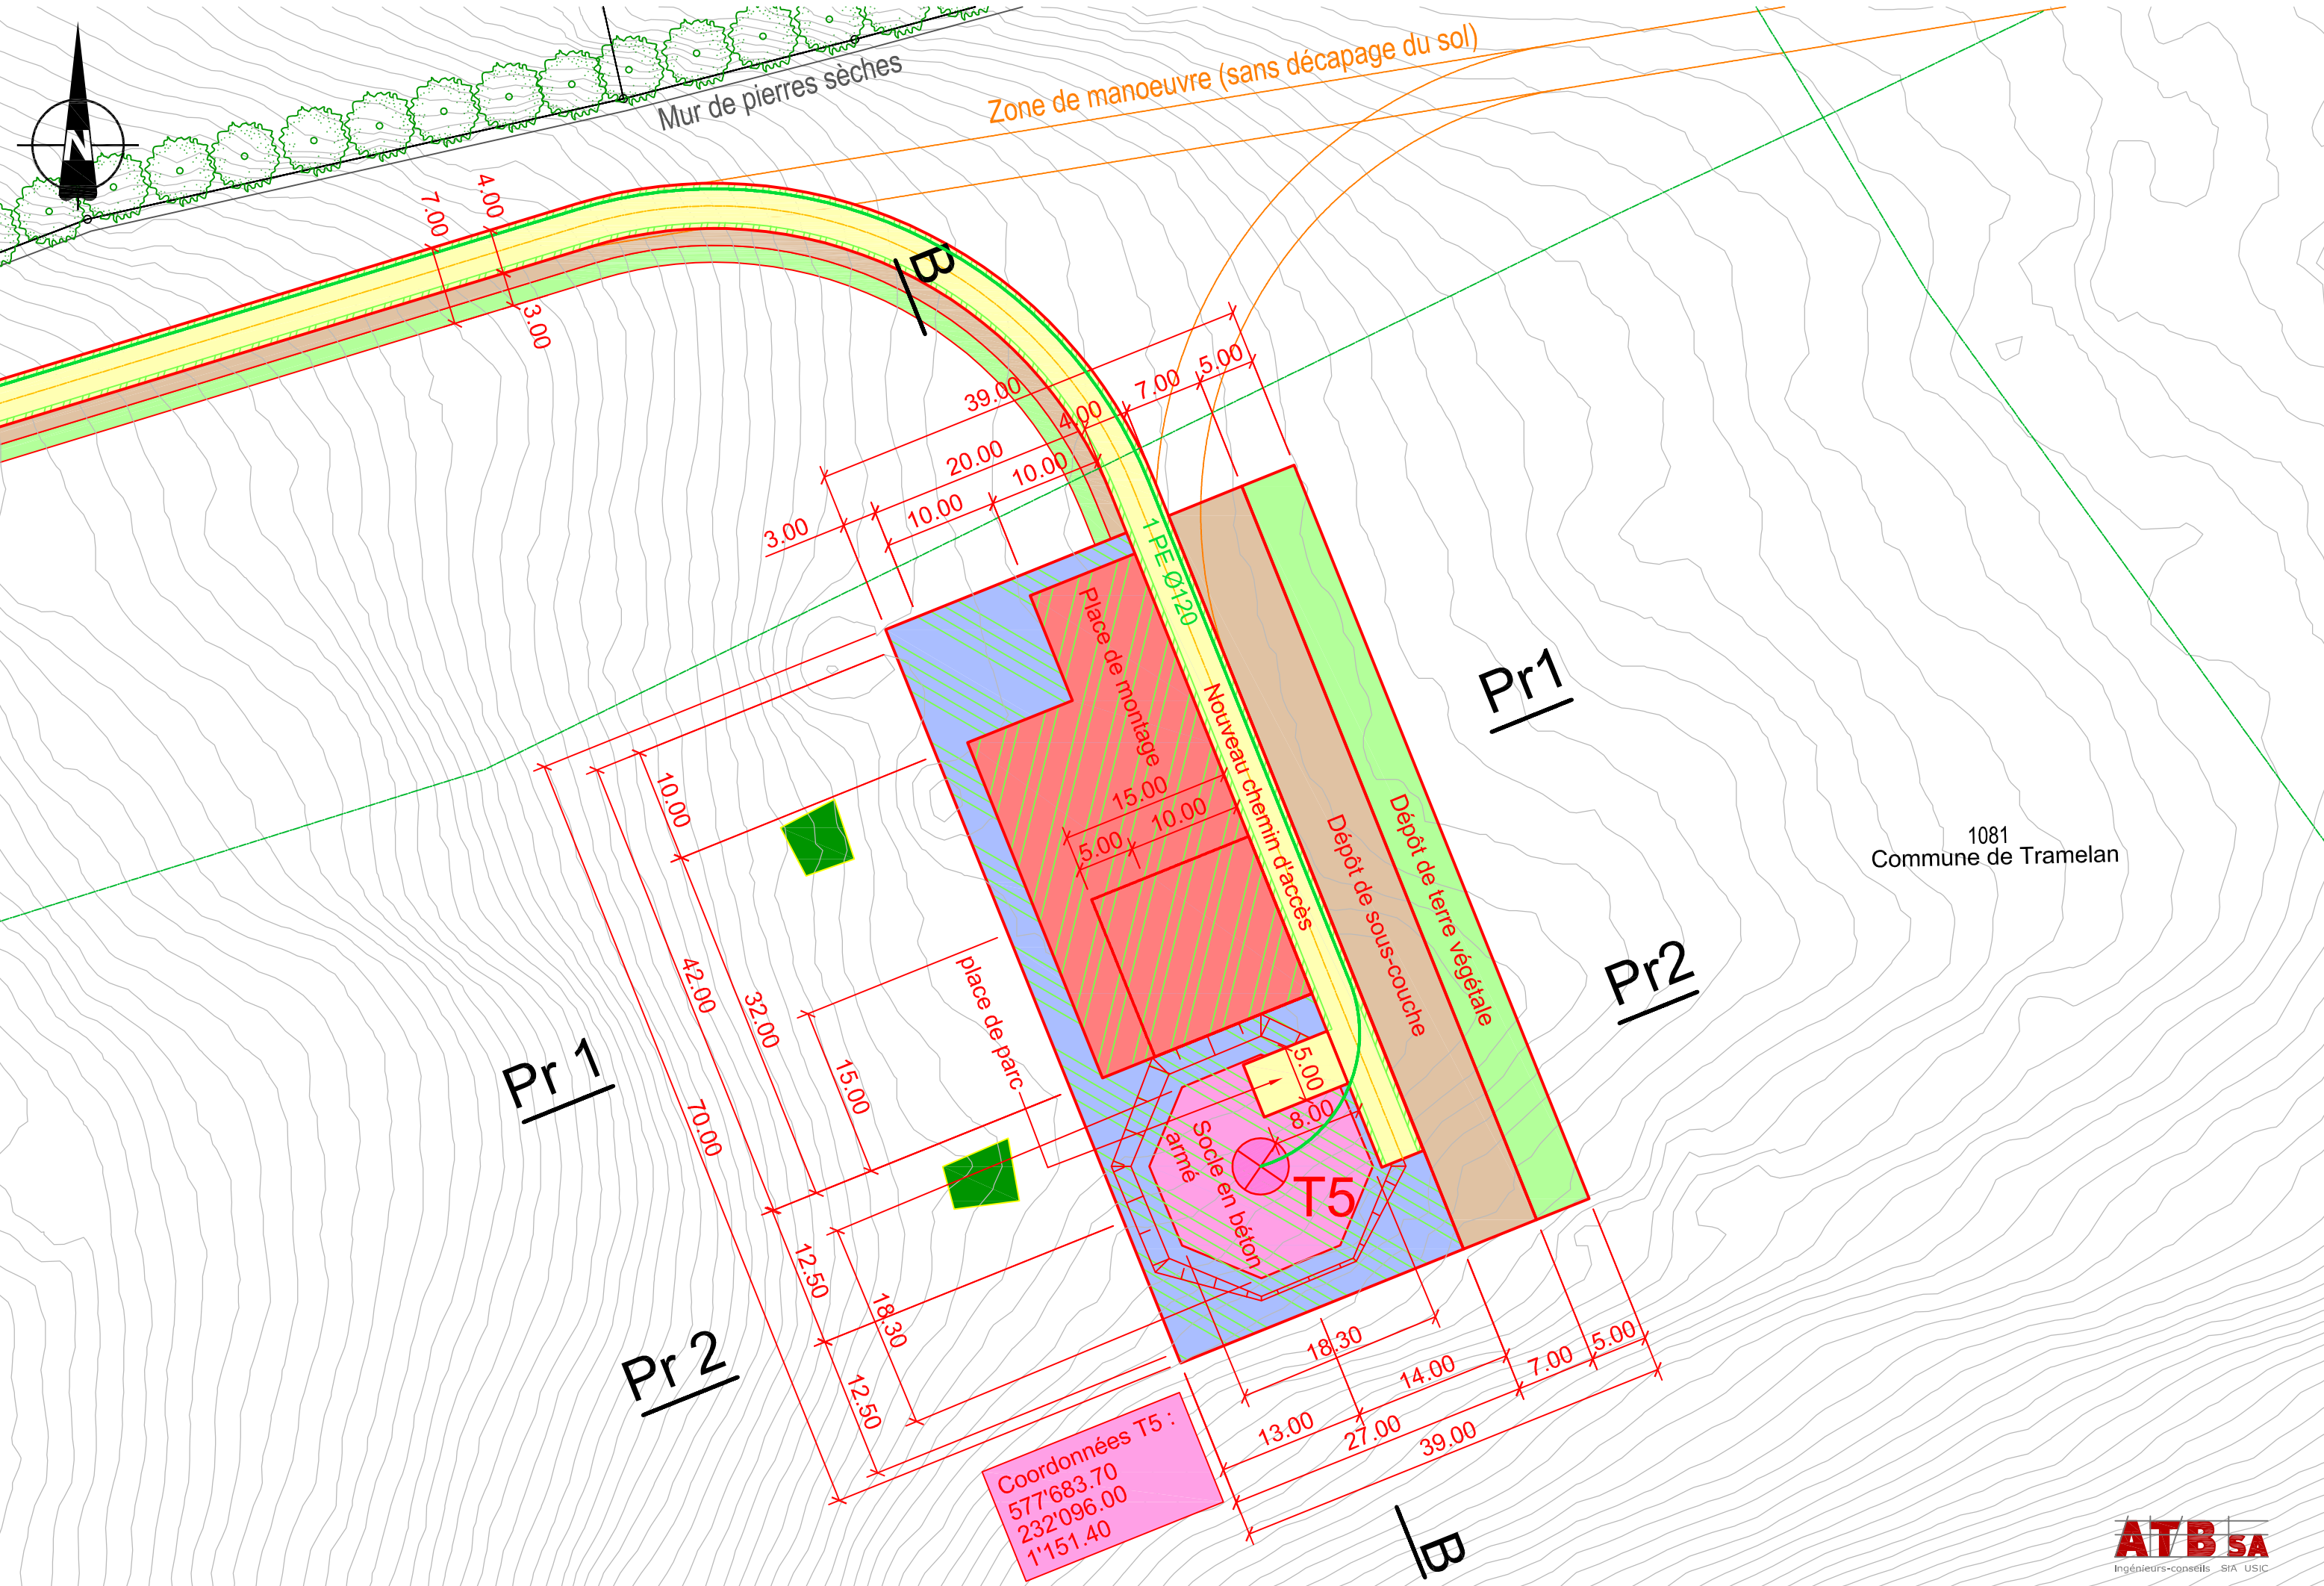 N
Mur de pierres sèches
Zone de manoeuvre (sans décapage du sol)
7.00
4.00
3.00
B
39.00
4.00
7.00
5.00
20.00
10.00
3.00
10.00
1 PE Ø120
Place de montage
Nouveau chemin d'accès
Pr1
10.00
15.00
5.00
10.00
Dépôt de sous-couche
Dépôt de terre végétale
1081
Commune de Tramelan
Pr2
42.00
32.00
place de parc
15.00
Pr 1
70.00
5.00
8.00
Socle en béton
armé
T5
12.50
18.30
Pr 2
12.50
18.30
14.00
7.00
5.00
13.00
27.00
39.00
Coordonnées T5 :
577'683.70
232'096.00
1'151.40
B
ATB SA
Ingénieurs-conseils SIA USIC